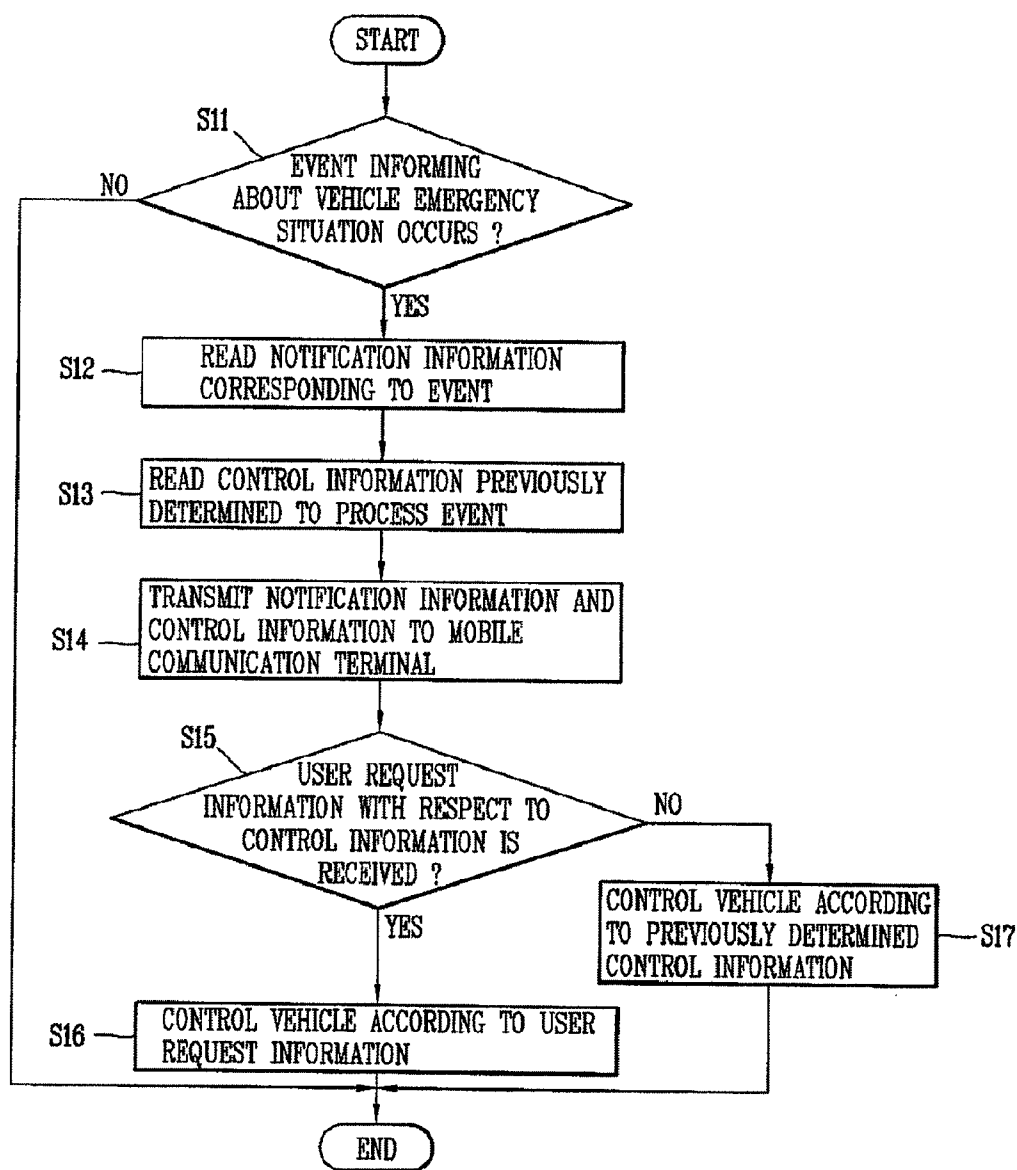 START
S11
EVENT INFORMING
ABOUT VEHICLE EMERGENCY
SITUATION OCCURS ?
NO
YES
S12
READ NOTIFICATION INFORMATION
CORRESPONDING TO EVENT
S13
READ CONTROL INFORMATION PREVIOUSLY
DETERMINED TO PROCESS EVENT
S14
TRANSMIT NOTIFICATION INFORMATION AND
CONTROL INFORMATION TO MOBILE
COMMUNICATION TERMINAL
S15
USER REQUEST
INFORMATION WITH RESPECT TO
CONTROL INFORMATION IS
RECEIVED ?
NO
YES
CONTROL VEHICLE ACCORDING
TO PREVIOUSLY DETERMINED
CONTROL INFORMATION
S17
S16
CONTROL VEHICLE ACCORDING TO USER
REQUEST INFORMATION
END